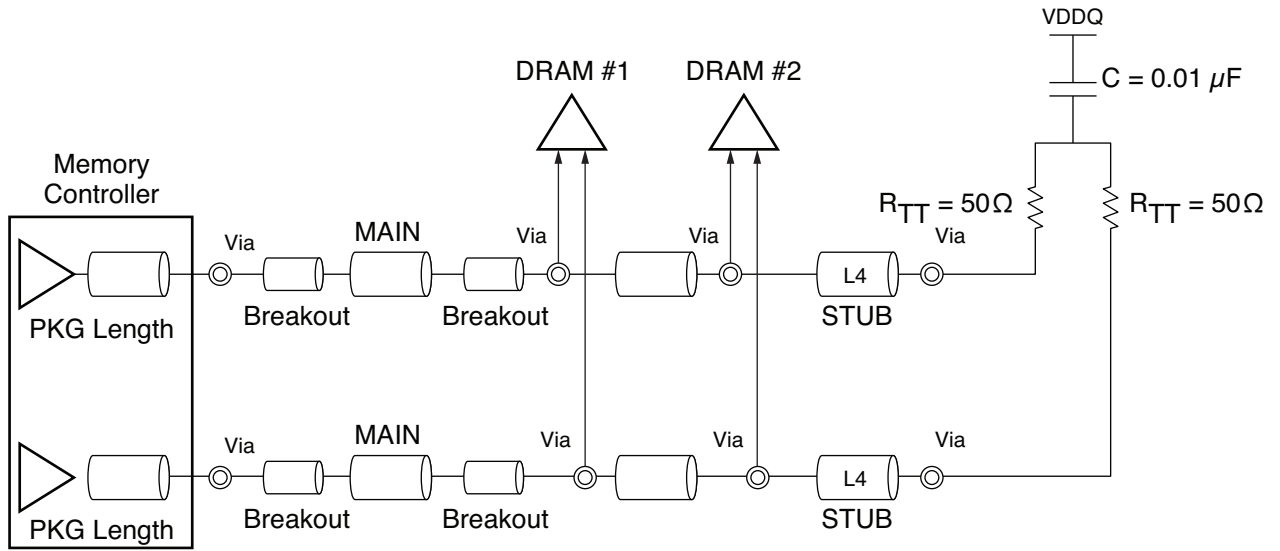 VDDQ
C = 0.01 µF
DRAM #1
DRAM #2
Memory
Controller
RTT = 50Ω
RTT = 50Ω
Via
MAIN
Via
Via
Via
L4
PKG Length
Breakout
Breakout
STUB
Via
MAIN
Via
Via
Via
L4
PKG Length
Breakout
Breakout
STUB